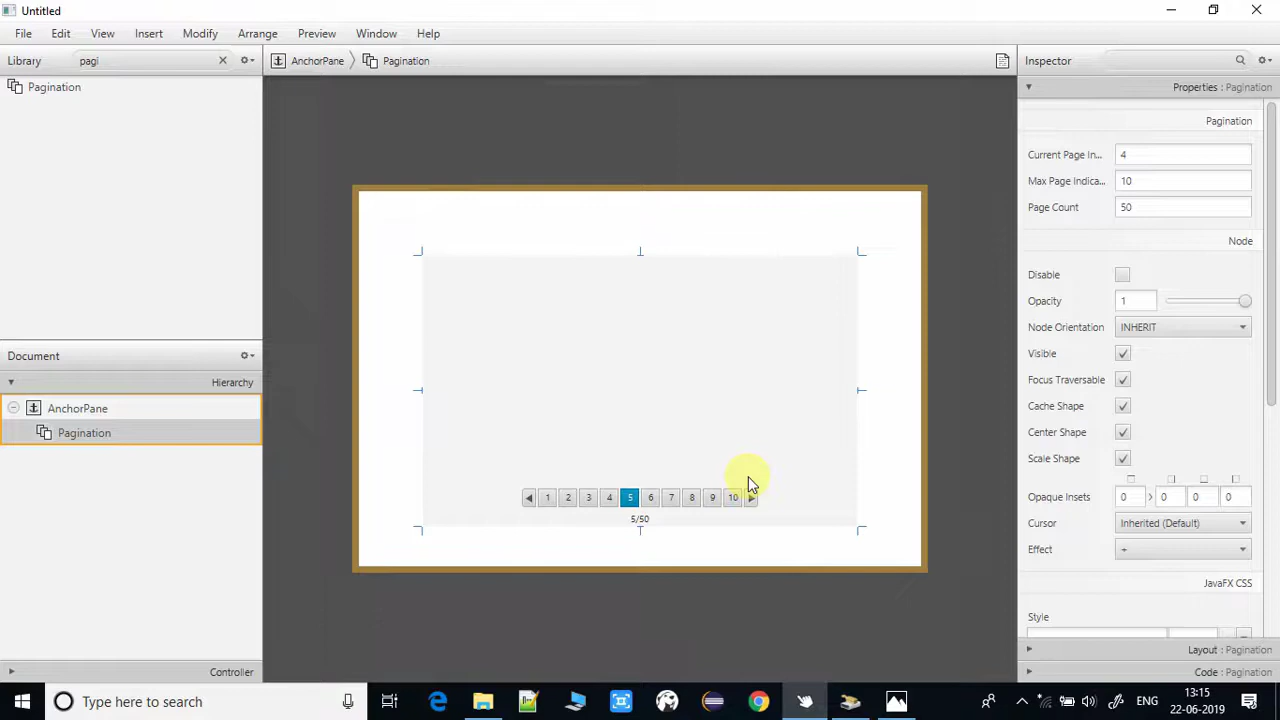 Untitled
File Edit View Insert Modify Arrange Preview Window Help
Library pagi
AnchorPane Pagination
Inspector
Pagination
Properties : Pagination
Pagination
Current Page In... 4
Max Page Indica... 10
Page Count 50
Node
Disable
Opacity 1
Node Orientation INHERIT
Visible
Focus Traversable
Cache Shape
Center Shape
Scale Shape
Opaque Insets 0 0 0 0
Cursor Inherited (Default)
Effect +
JavaFX CSS
Style
Layout : Pagination
Code : Pagination
1 2 3 4 5 6 7 8 9 10
5/50
Document
Hierarchy
AnchorPane
Pagination
Controller
Type here to search
ENG
13:15
22-06-2019